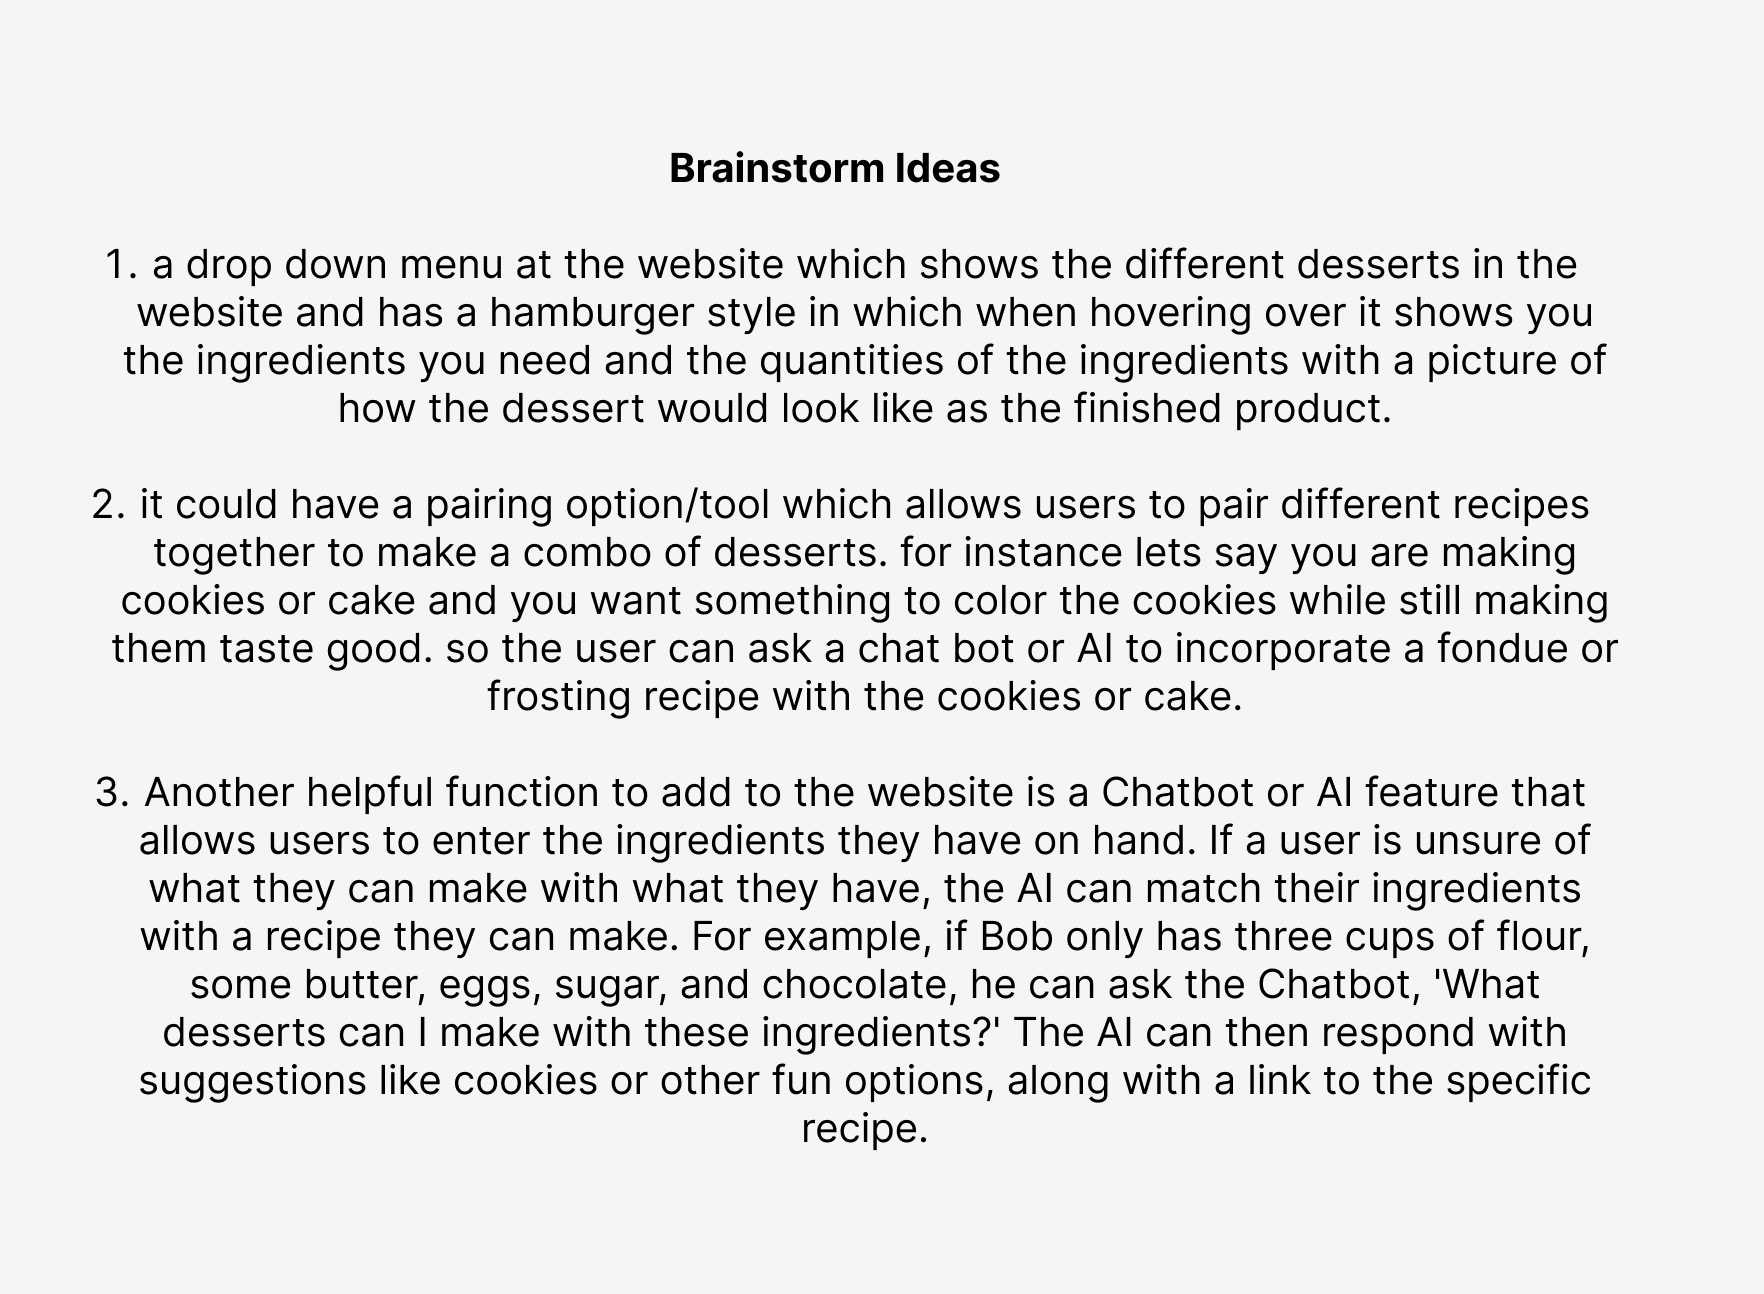 Brainstorm Ideas
1. a drop down menu at the website which shows the different desserts in the
website and has a hamburger style in which when hovering over it shows you
the ingredients you need and the quantities of the ingredients with a picture of
how the dessert would look like as the finished product.
2. it could have a pairing option/tool which allows users to pair different recipes
together to make a combo of desserts. for instance lets say you are making
cookies or cake and you want something to color the cookies while still making
them taste good. so the user can ask a chat bot or AI to incorporate a fondue or
frosting recipe with the cookies or cake.
3. Another helpful function to add to the website is a Chatbot or AI feature that
allows users to enter the ingredients they have on hand. If a user is unsure of
what they can make with what they have, the AI can match their ingredients
with a recipe they can make. For example, if Bob only has three cups of flour,
some butter, eggs, sugar, and chocolate, he can ask the Chatbot, 'What
desserts can I make with these ingredients?' The AI can then respond with
suggestions like cookies or other fun options, along with a link to the specific
recipe.